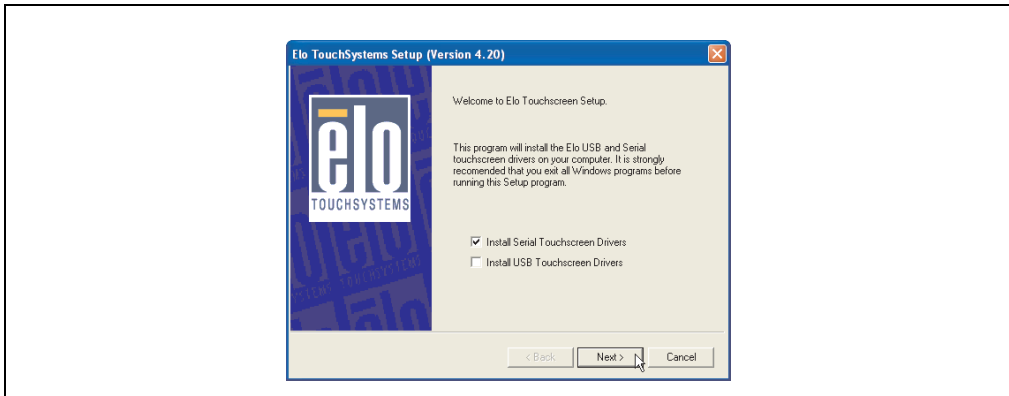 Elo TouchSystems Setup (Version 4.20)
elo
TOUCHSYSTEMS
Welcome to Elo Touchscreen Setup.
This program will install the Elo USB and Serial
touchscreen drivers on your computer. It is strongly
recomended that you exit all Windows programs before
running this Setup program.
Install Serial Touchscreen Drivers
Install USB Touchscreen Drivers
< Back
Next >
Cancel